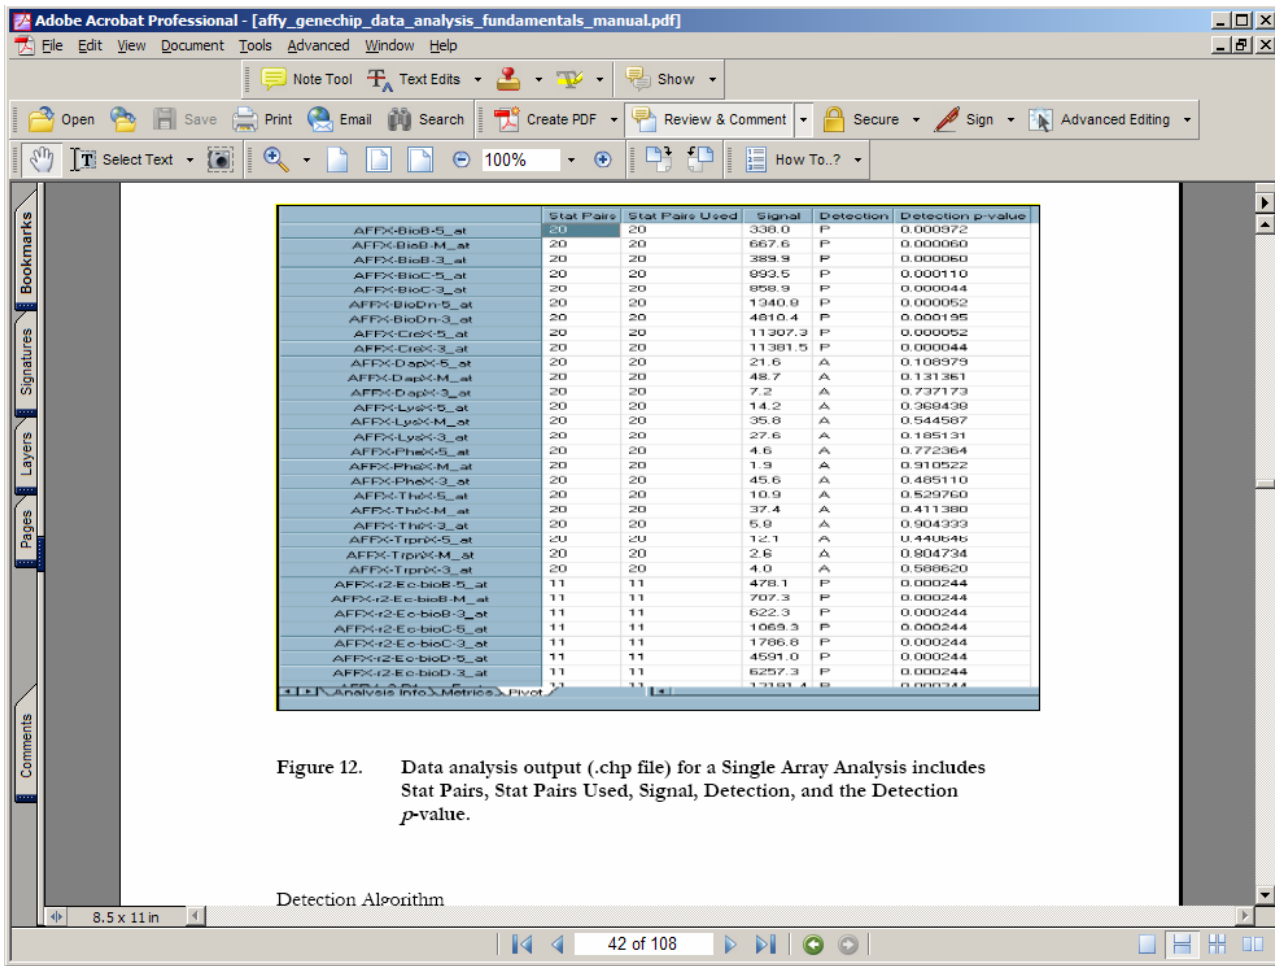 Adobe Acrobat Professional - [affy_genechip_data_analysis_fundamentals_manual.pdf]
File Edit View Document Tools Advanced Window Help
Note Tool Text Edits Show
Open Save Print Email Search Create PDF Review & Comment Secure Sign Advanced Editing
Select Text 100% How To..?
Bookmarks
Signatures
Layers
Pages
Comments
Stat Pairs Stat Pairs Used Signal Detection Detection p-value
AFFX-BioB-5_at 20 20 338.0 P 0.000972
AFFX-BioB-M_at 20 20 667.6 P 0.000060
AFFX-BioB-3_at 20 20 389.9 P 0.000060
AFFX-BioC-5_at 20 20 893.5 P 0.000110
AFFX-BioC-3_at 20 20 858.9 P 0.000044
AFFX-BioDn-5_at 20 20 1340.8 P 0.000052
AFFX-BioDn-3_at 20 20 4810.4 P 0.000195
AFFX-CreX-5_at 20 20 11307.3 P 0.000052
AFFX-CreX-3_at 20 20 11381.5 P 0.000044
AFFX-DapX-5_at 20 20 21.6 A 0.108979
AFFX-DapX-M_at 20 20 48.7 A 0.131361
AFFX-DapX-3_at 20 20 7.2 A 0.737173
AFFX-LysX-5_at 20 20 14.2 A 0.368438
AFFX-LysX-M_at 20 20 35.8 A 0.544587
AFFX-LysX-3_at 20 20 27.6 A 0.185131
AFFX-PheX-5_at 20 20 4.6 A 0.772364
AFFX-PheX-M_at 20 20 1.9 A 0.910522
AFFX-PheX-3_at 20 20 45.6 A 0.485110
AFFX-ThrX-5_at 20 20 10.9 A 0.529760
AFFX-ThrX-M_at 20 20 37.4 A 0.411380
AFFX-ThrX-3_at 20 20 5.8 A 0.904333
AFFX-TrpnX-5_at 20 20 12.1 A 0.440646
AFFX-TrpnX-M_at 20 20 2.6 A 0.804734
AFFX-TrpnX-3_at 20 20 4.0 A 0.588620
AFFX-r2-Ec-bioB-5_at 11 11 478.1 P 0.000244
AFFX-r2-Ec-bioB-M_at 11 11 707.3 P 0.000244
AFFX-r2-Ec-bioB-3_at 11 11 622.3 P 0.000244
AFFX-r2-Ec-bioC-5_at 11 11 1069.3 P 0.000244
AFFX-r2-Ec-bioC-3_at 11 11 1786.8 P 0.000244
AFFX-r2-Ec-bioD-5_at 11 11 4591.0 P 0.000244
AFFX-r2-Ec-bioD-3_at 11 11 6257.3 P 0.000244
Analysis Info Metrics Pivot
Figure 12. Data analysis output (.chp file) for a Single Array Analysis includes
Stat Pairs, Stat Pairs Used, Signal, Detection, and the Detection
p-value.
Detection Algorithm
8.5 x 11 in
42 of 108